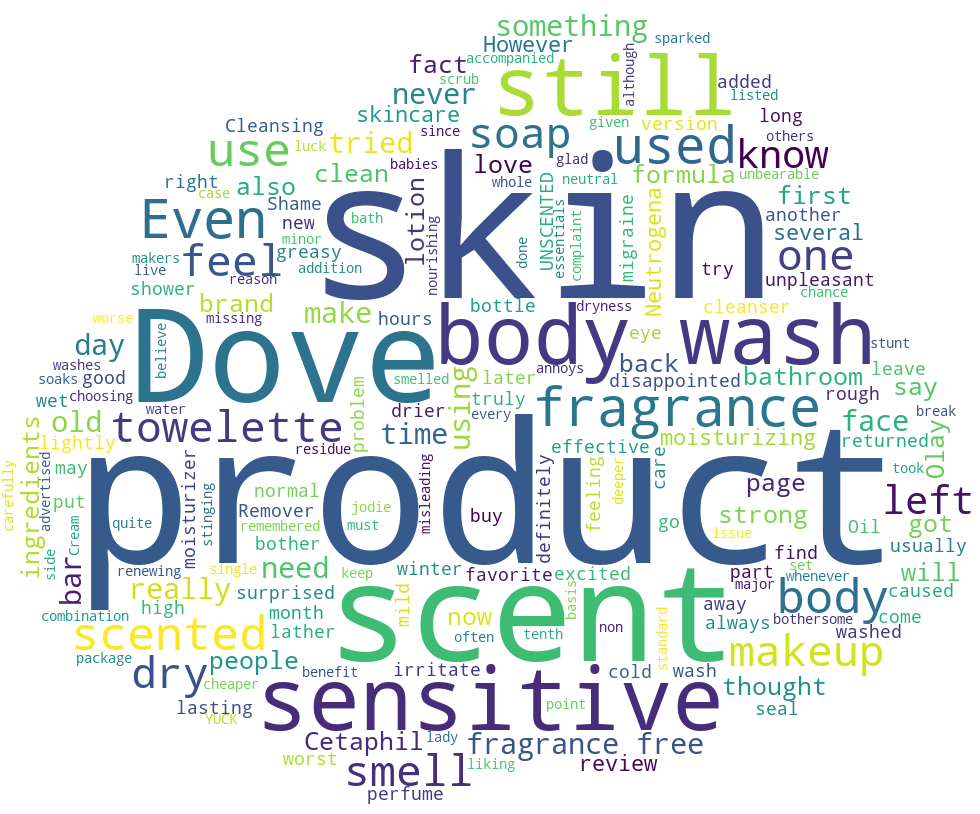 something
sparked
However
accompanied
still
although
fact
scrub
added
listed
never
skincare
since
given
version
long
Cleansing
luck
tried
soap
used
know
others
use
babies
love
glad
clean
whole
neutral
formula
unbearable
right
also
case
Shame
bath
lotion
nourishing
skin
done
UNSCENTED
essentials
complaint
migraine
Neutrogena
first
another
several
Even
new
minor
greasy
makers
live
feel
addition
reason
try
one
unpleasant
chance
shower
brand
make
bottle
dryness
cleanser
worse
missing
hours
Dove
body wash
eye
day
believe
washes
soaks
good
choosing
smelled
later
annoys
back
disappointed
bathroom
stunt
leave
wet
water
using
truly
every
fragrance
rough
say
old
towelette
problem
drier
time
face
break
lightly
residue
effective
care
moisturizing
returned
Olay
may
ingredients
carefully
advertised
moisturizer
stinging
normal
misleading
product
definitely
feeling
deeper
go
page
left
took
put
Cream
side
quite
Remover
remembered
jodie
must
buy
strong
Oil
got
usually
bar
bother
issue
find
renewing
single
need
keep
winter
favorite
excited
part
set
whenever
will
combination
really
surprised
mild
scent
basis
major
body
caused
high
month
now
away
bothersome
come
scented
lather
often
tenth
non
standard
always
washed
package
people
makeup
dry
cheaper
benefit
irritate
cold
wash
thought
lasting
sensitive
point
seal
YUCK
Cetaphil
lady
fragrance free
worst
smell
liking
review
perfume